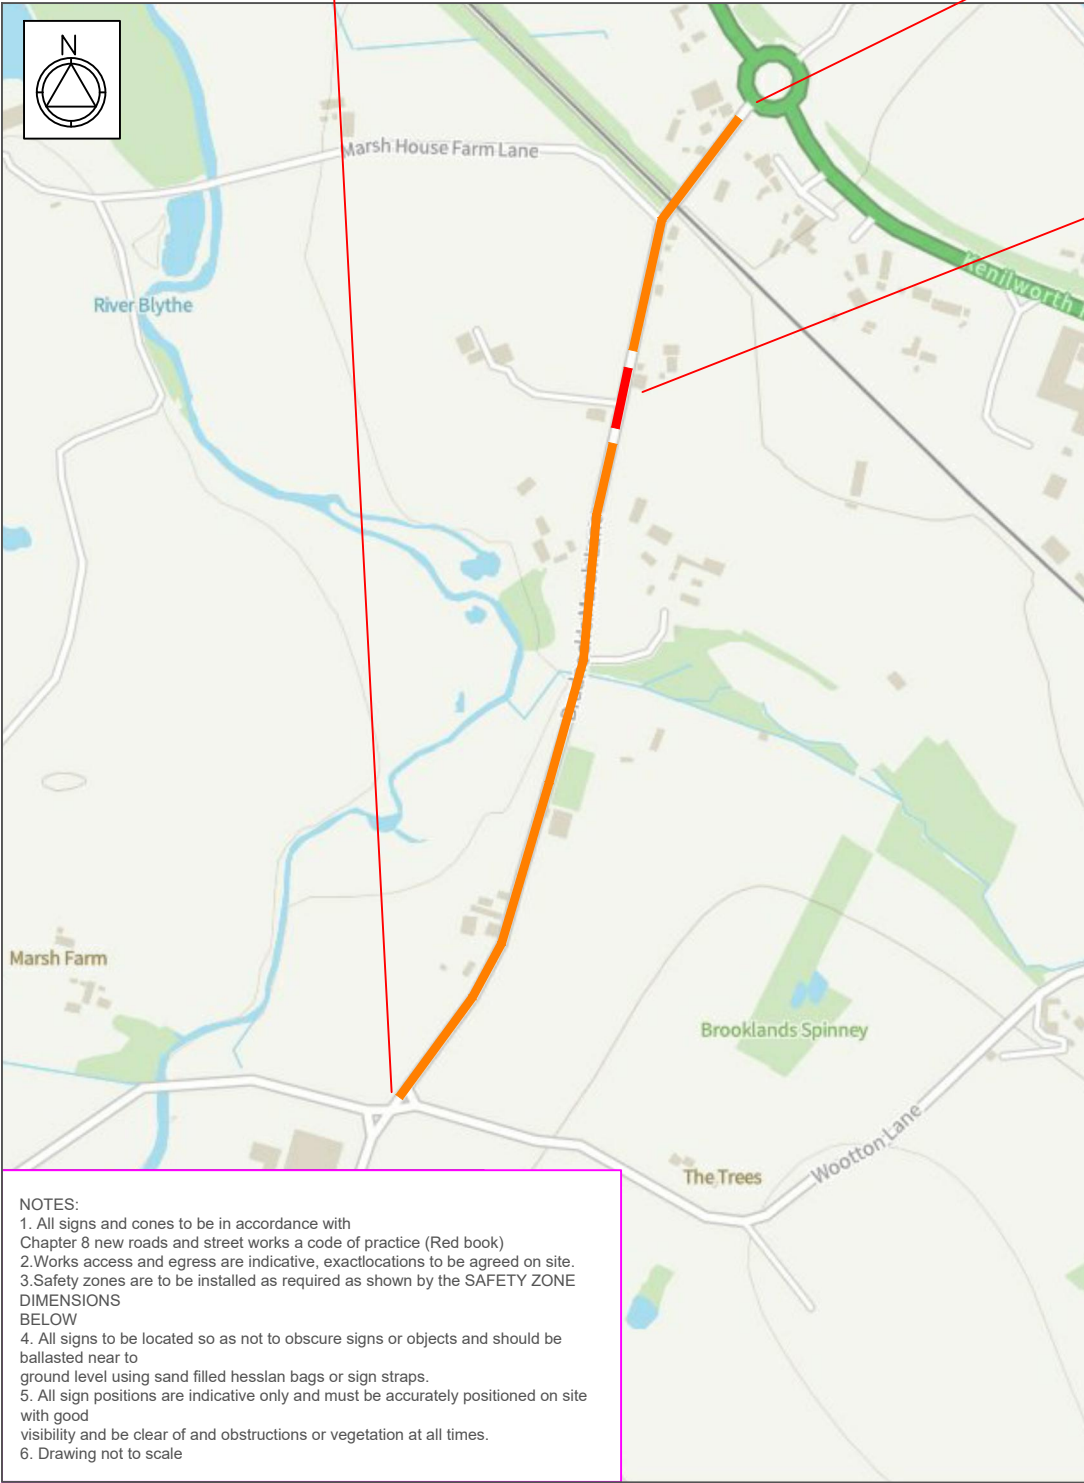 N
Marsh House Farm Lane
River Blythe
Kenilworth
Marsh Farm
Brooklands Spinney
Wootton Lane
The Trees
NOTES:
1. All signs and cones to be in accordance with
Chapter 8 new roads and street works a code of practice (Red book)
2.Works access and egress are indicative, exactlocations to be agreed on site.
3.Safety zones are to be installed as required as shown by the SAFETY ZONE
DIMENSIONS
BELOW
4. All signs to be located so as not to obscure signs or objects and should be
ballasted near to
ground level using sand filled hesslan bags or sign straps.
5. All sign positions are indicative only and must be accurately positioned on site
with good
visibility and be clear of and obstructions or vegetation at all times.
6. Drawing not to scale